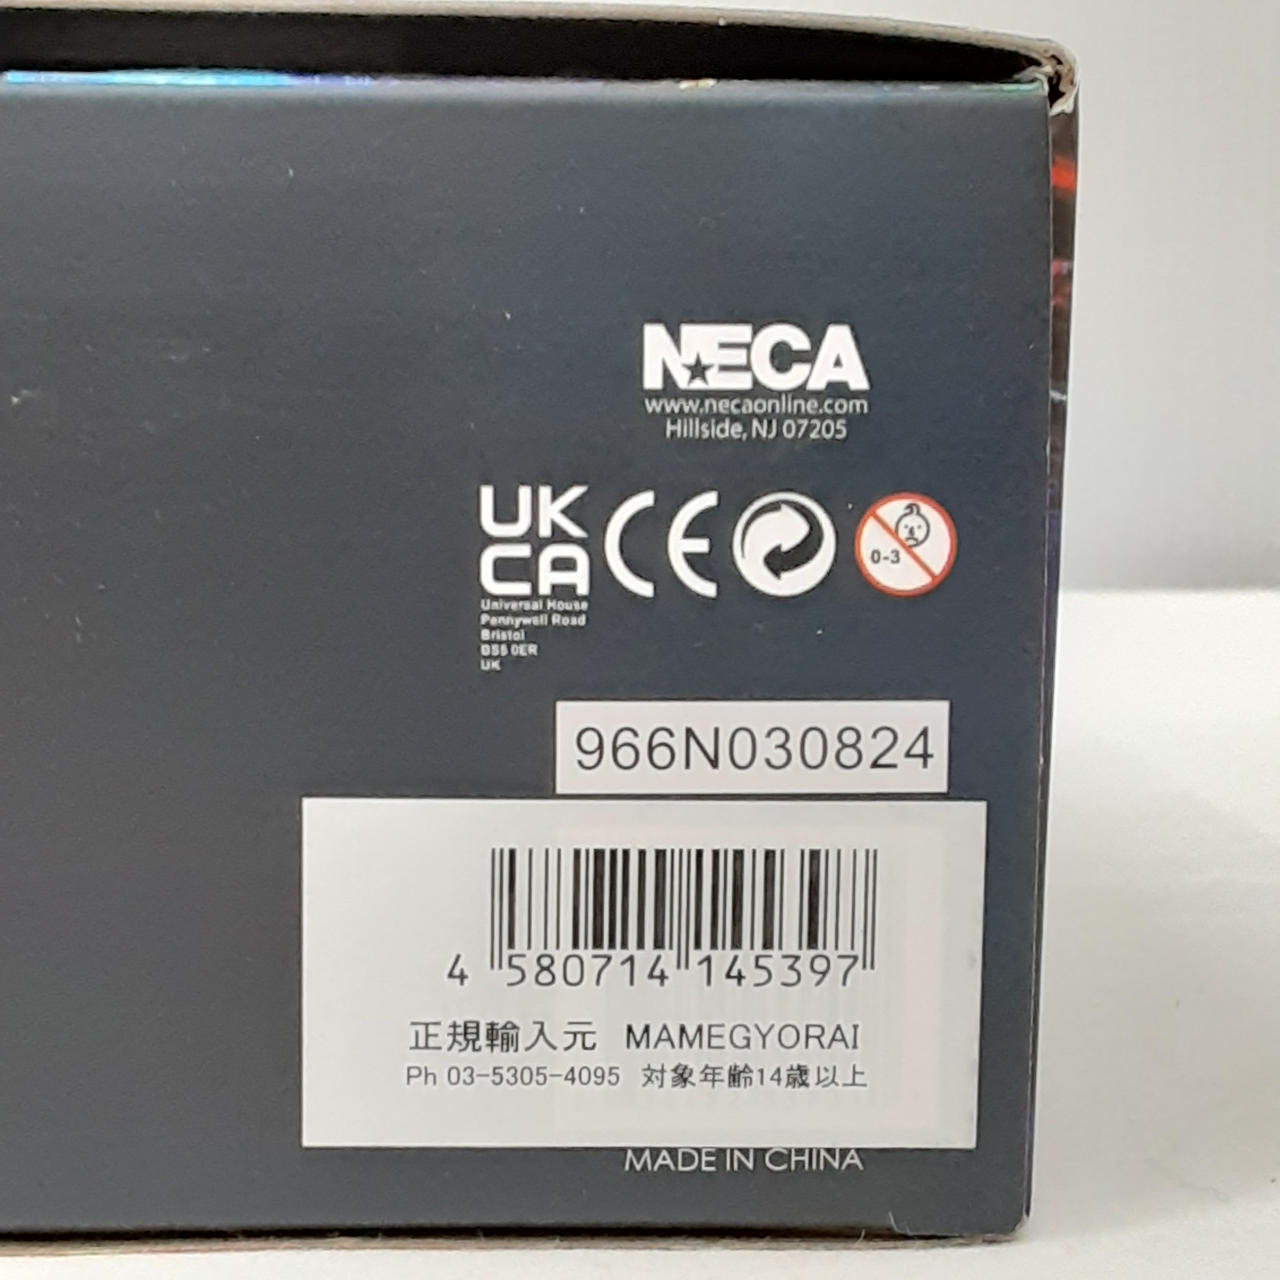 NECA
www.necaonline.com
Hillside, NJ 07205
UK
CA
CE
0-3
Universal House
Pennywell Road
Bristol
BS5 0ER
UK
966N030824
4 580714 145397
正規輸入元 MAMEGYORAI
Ph 03-5305-4095 対象年齢14歳以上
MADE IN CHINA